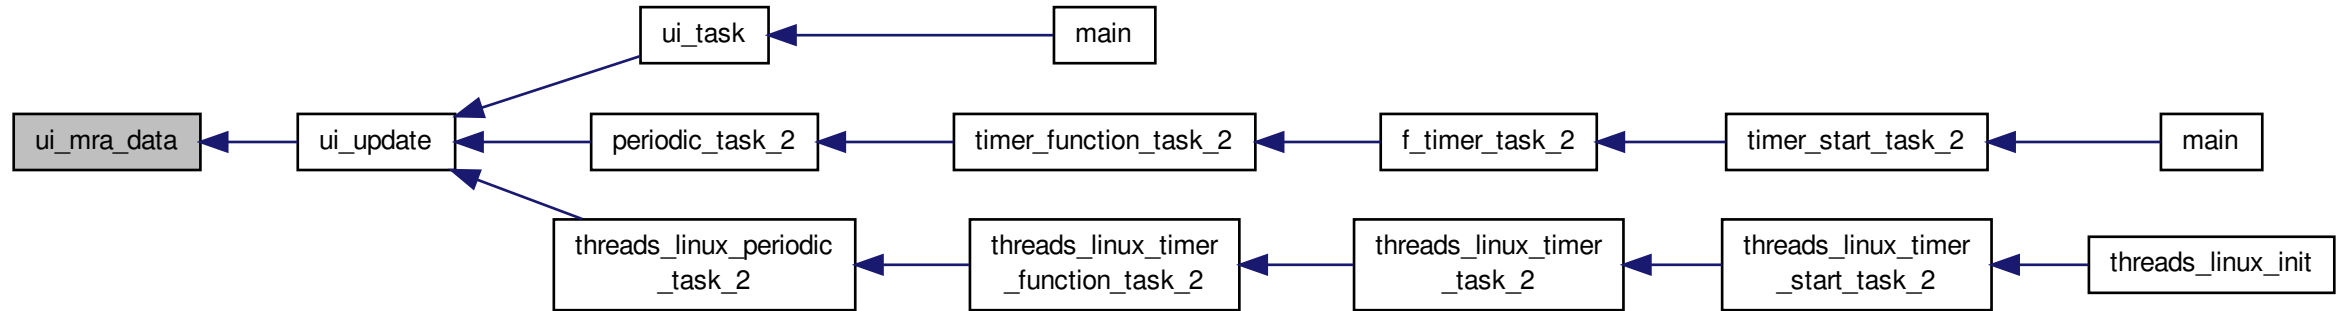 ui_task
main
ui_mra_data
ui_update
periodic_task_2
timer_function_task_2
f_timer_task_2
timer_start_task_2
main
threads_linux_periodic
_task_2
threads_linux_timer
_function_task_2
threads_linux_timer
_task_2
threads_linux_timer
_start_task_2
threads_linux_init